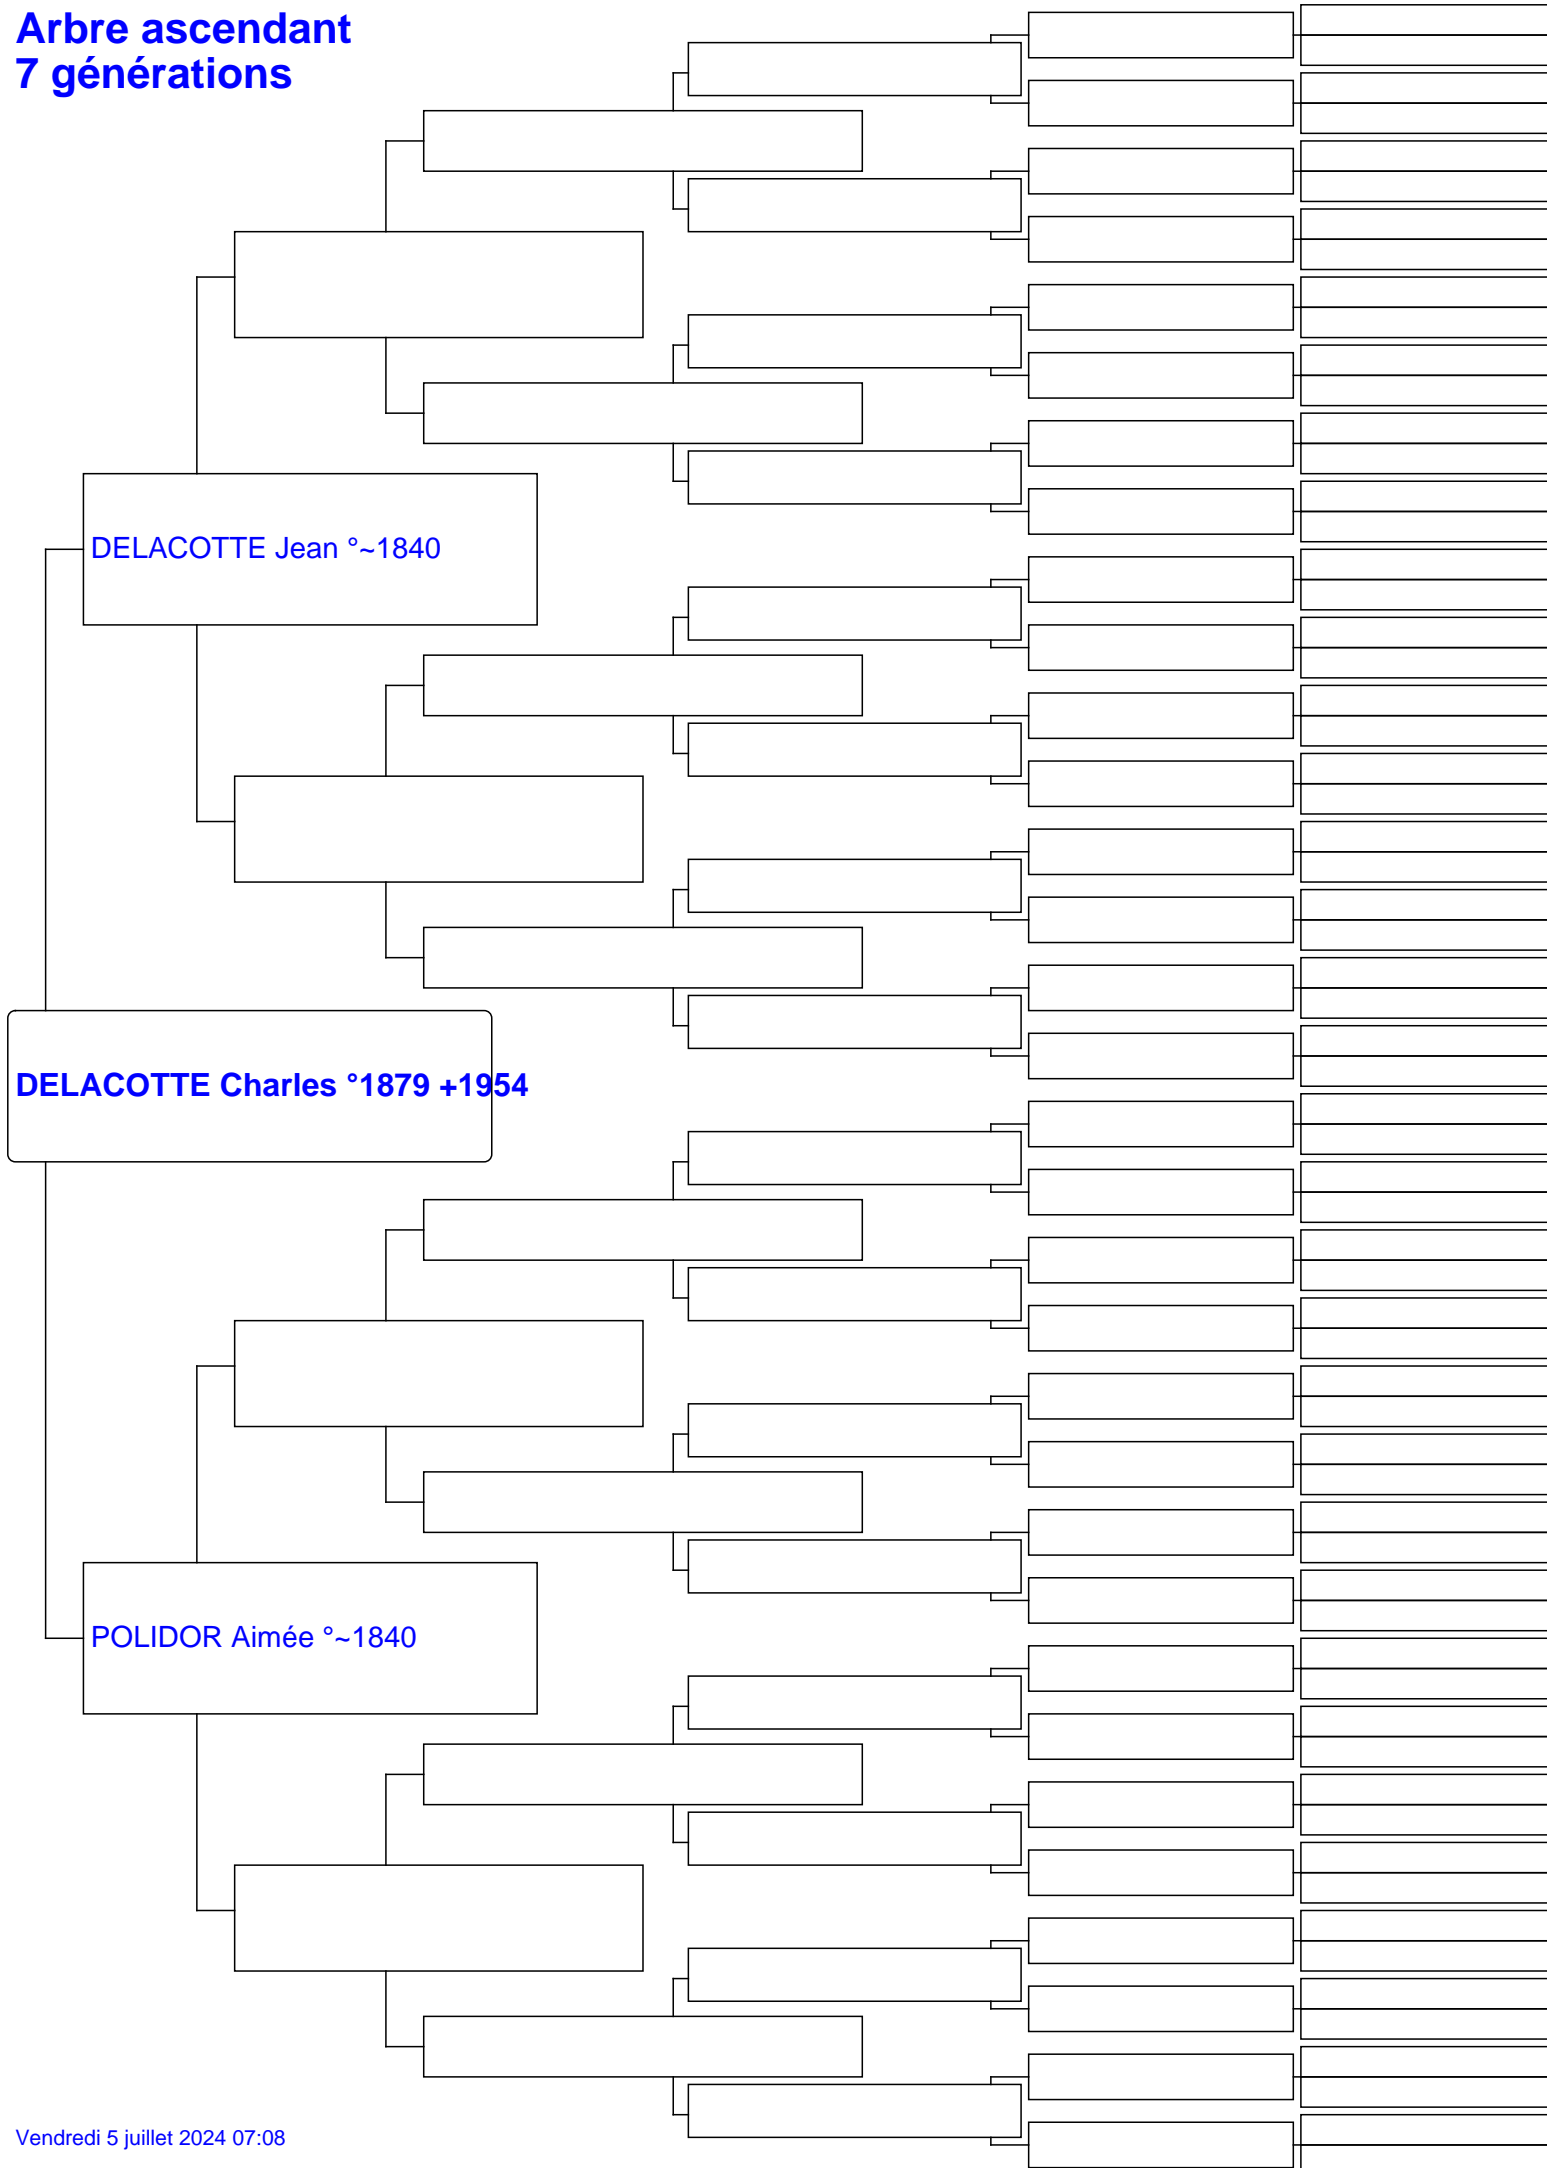 Arbre ascendant
7 générations
DELACOTTE Jean °~1840
DELACOTTE Charles °1879 +1954
POLIDOR Aimée °~1840
Vendredi 5 juillet 2024 07:08